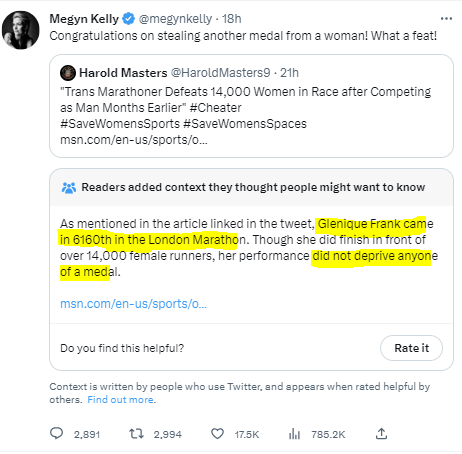 Megyn Kelly @megynkelly · 18h
Congratulations on stealing another medal from a woman! What a feat!
Harold Masters @HaroldMasters9 · 21h
"Trans Marathoner Defeats 14,000 Women in Race after Competing
as Man Months Earlier" #Cheater
#SaveWomensSports #SaveWomensSpaces
msn.com/en-us/sports/o...
Readers added context they thought people might want to know
As mentioned in the article linked in the tweet, Glenique Frank came
in 6160th in the London Marathon. Though she did finish in front of
over 14,000 female runners, her performance did not deprive anyone
of a medal.
msn.com/en-us/sports/o...
Do you find this helpful?
Rate it
Context is written by people who use Twitter, and appears when rated helpful by
others. Find out more.
2,891 2,994 17.5K 785.2K